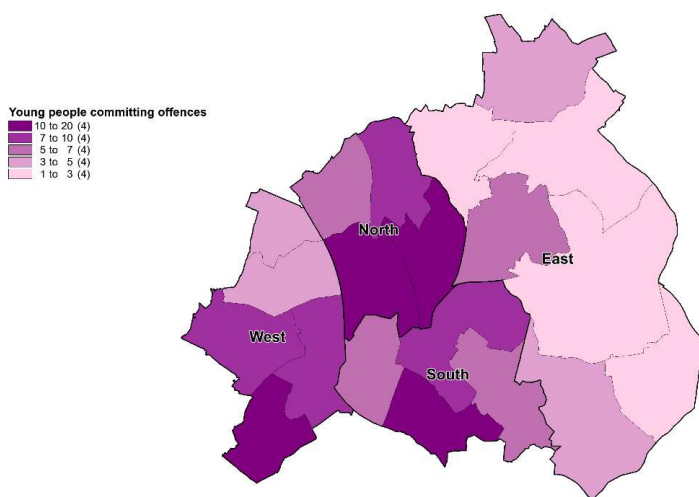 Young people committing offences
10 to 20 (4)
7 to 10 (4)
5 to 7 (4)
3 to 5 (4)
1 to 3 (4)
North
East
West
South